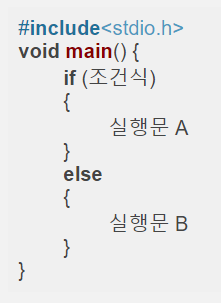 #include<stdio.h>
void main() {
if (조건식)
{
실행문 A
}
else
{
실행문 B
}
}